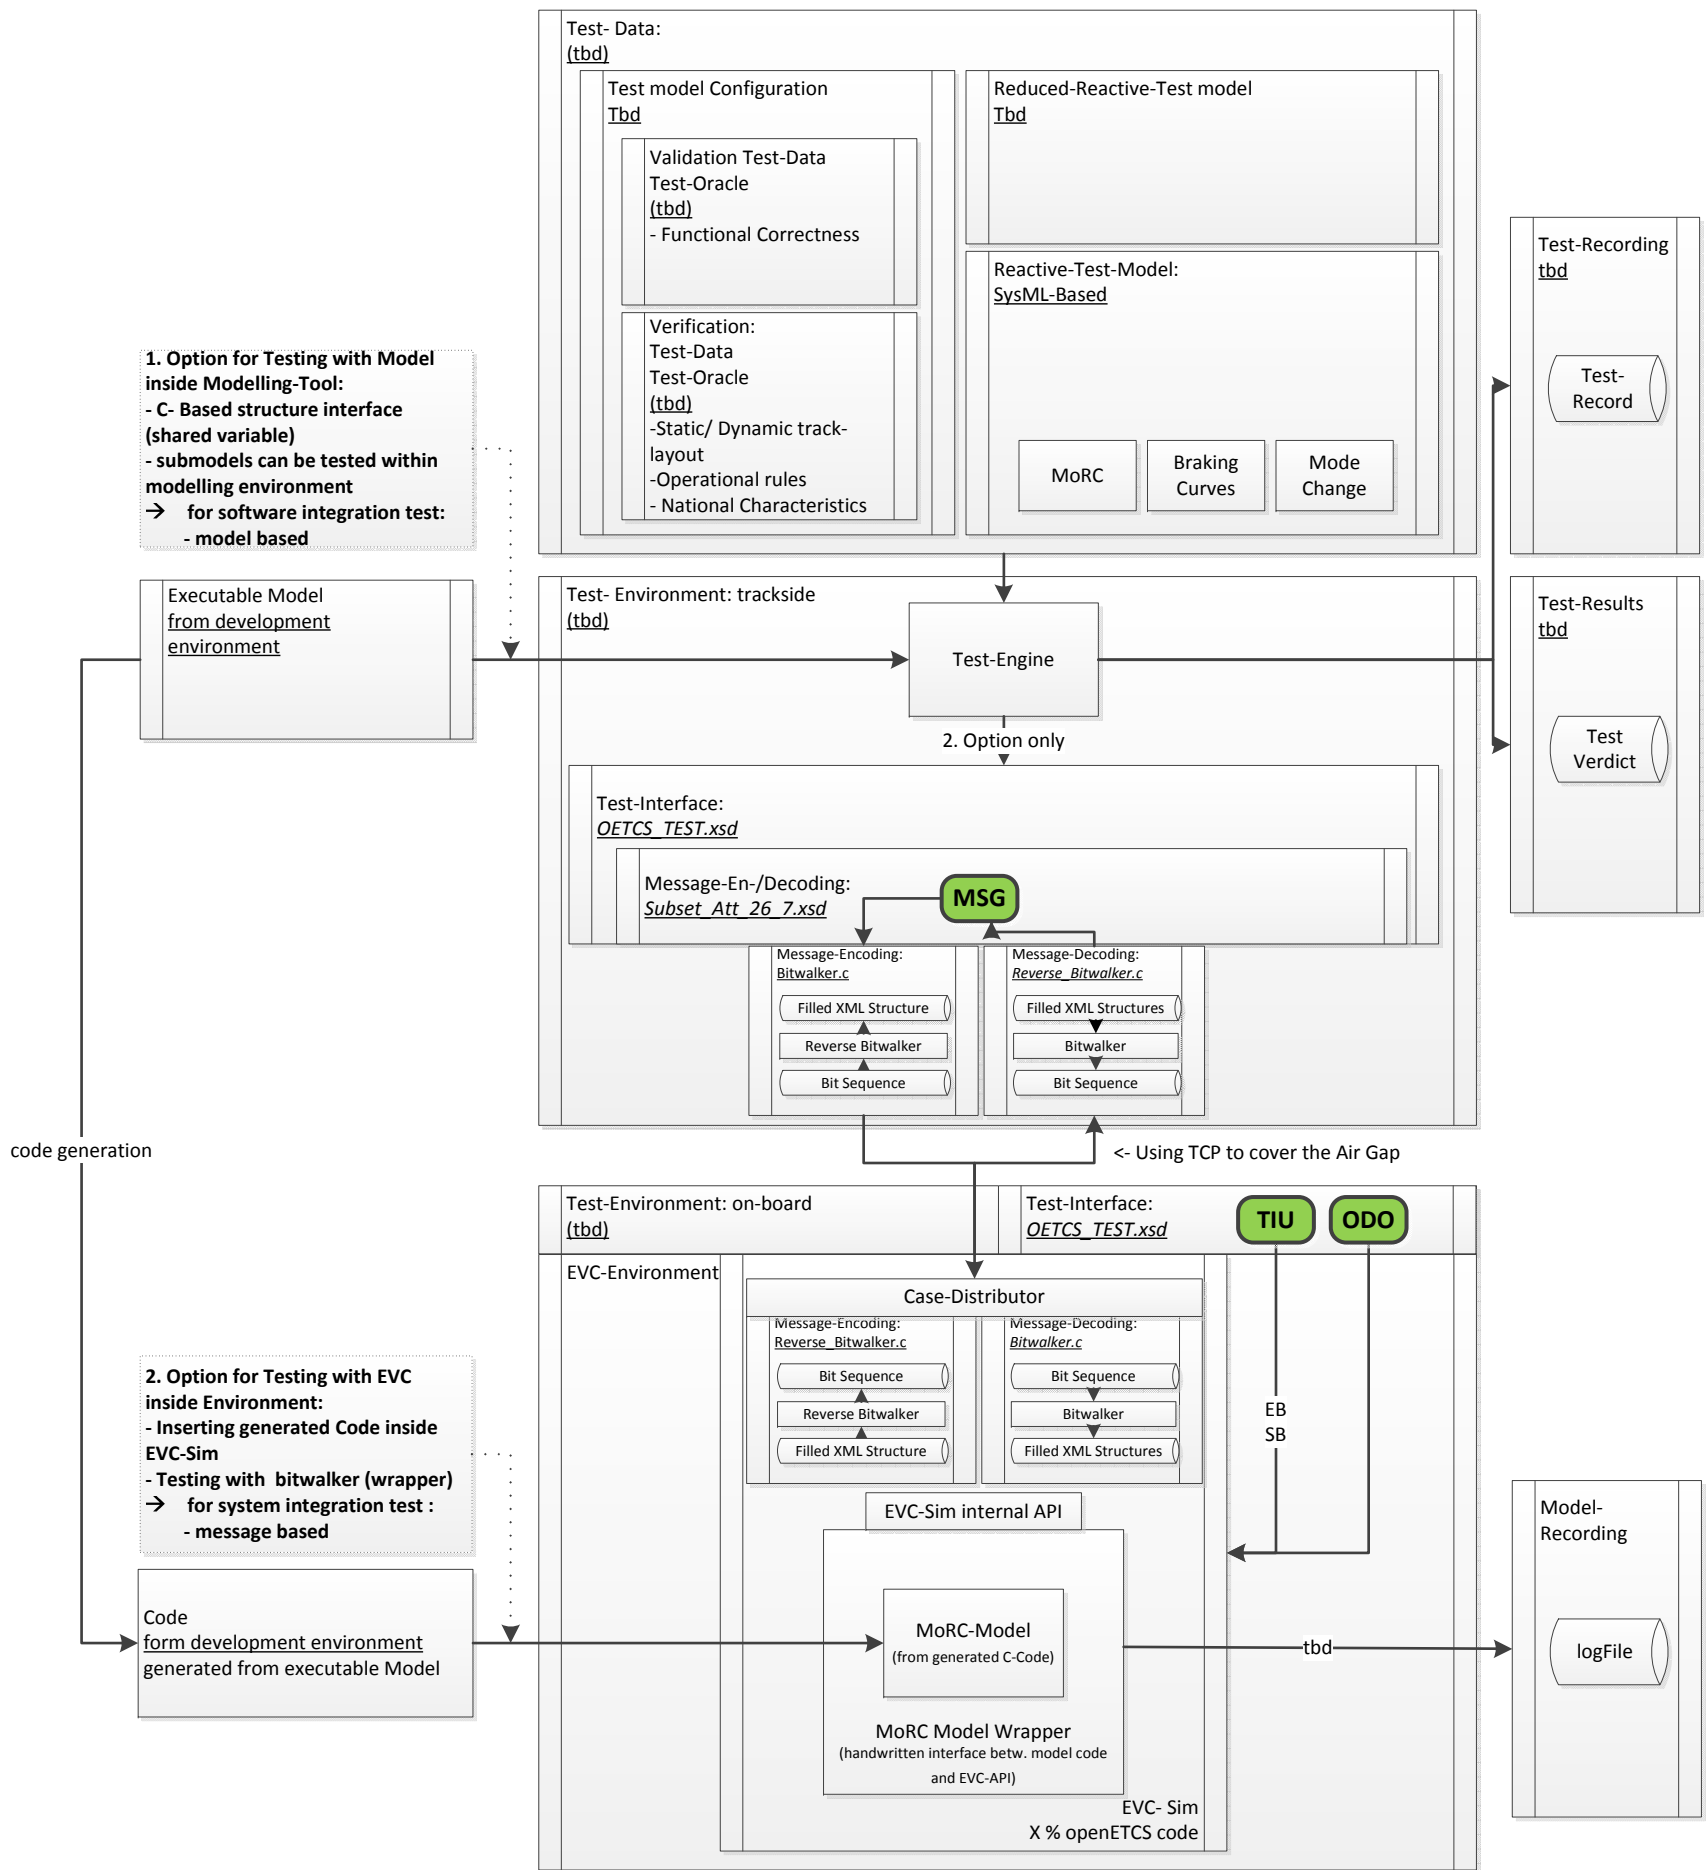 Test- Data:
(tbd)
Test model Configuration
Tbd
Validation Test-Data
Test-Oracle
(tbd)
- Functional Correctness
Verification:
Test-Data
Test-Oracle
(tbd)
-Static/ Dynamic track-
layout
-Operational rules
- National Characteristics
Reduced-Reactive-Test model
Tbd
Reactive-Test-Model:
SysML-Based
MoRC
Braking
Curves
Mode
Change
Test-Recording
tbd
Test-
Record
1. Option for Testing with Model
inside Modelling-Tool:
- C- Based structure interface
(shared variable)
- submodels can be tested within
modelling environment
→ for software integration test:
- model based
Executable Model
from development
environment
Test- Environment: trackside
(tbd)
Test-Engine
2. Option only
Test-Results
tbd
Test
Verdict
Test-Interface:
OETCS_TEST.xsd
Message-En-/Decoding:
Subset_Att_26_7.xsd
MSG
Message-Encoding:
Bitwalker.c
Filled XML Structure
Reverse Bitwalker
Bit Sequence
Message-Decoding:
Reverse_Bitwalker.c
Filled XML Structures
Bitwalker
Bit Sequence
code generation
<- Using TCP to cover the Air Gap
Test-Environment: on-board
(tbd)
Test-Interface:
OETCS_TEST.xsd
TIU
ODO
EVC-Environment
Case-Distributor
Message-Encoding:
Reverse_Bitwalker.c
Bit Sequence
Reverse Bitwalker
Filled XML Structure
Message-Decoding:
Bitwalker.c
Bit Sequence
Bitwalker
Filled XML Structures
EB
SB
2. Option for Testing with EVC
inside Environment:
- Inserting generated Code inside
EVC-Sim
- Testing with  bitwalker (wrapper)
→ for system integration test :
- message based
EVC-Sim internal API
Code
form development environment
generated from executable Model
MoRC-Model
(from generated C-Code)
MoRC Model Wrapper
(handwritten interface betw. model code
and EVC-API)
tbd
Model-
Recording
logFile
EVC- Sim
X % openETCS code